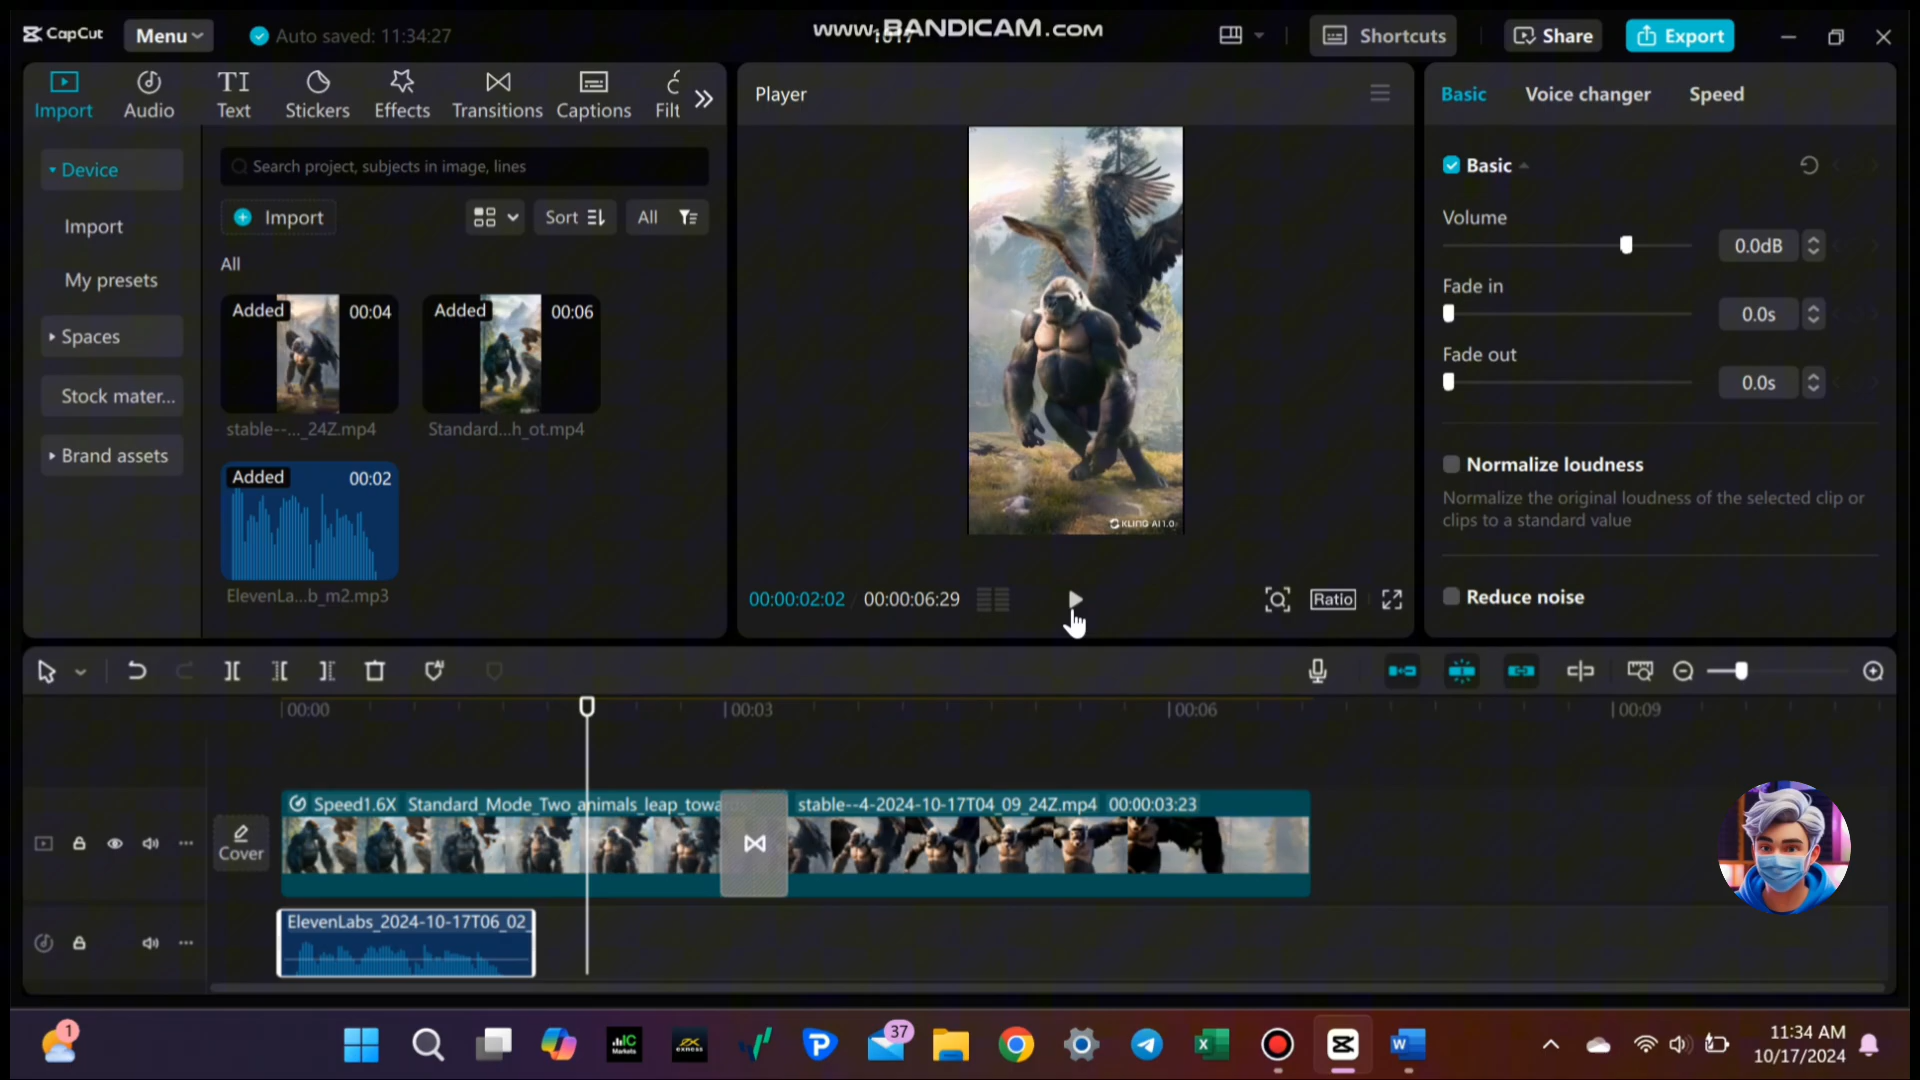 CapCut
Menu
Auto saved: 11:34:27
www.BANDICAM.com
Shortcuts
Share
Export
Import
Audio
TI
Text
Stickers
Effects
Transitions
Captions
Filt
Device
Import
My presets
Spaces
Stock mater...
Brand assets
Search project, subjects in image, lines
Import
Sort
All
All
Added
00:04
stable--..._24Z.mp4
Added
00:06
Standard...h_ot.mp4
Added
00:02
ElevenLa...b_m2.mp3
Player
KLING AI 1.0
00:00:02:02
00:00:06:29
Ratio
Basic
Voice changer
Speed
Basic
Volume
0.0dB
Fade in
0.0s
Fade out
0.0s
Normalize loudness
Normalize the original loudness of the selected clip or
clips to a standard value
Reduce noise
00:00
00:03
00:06
00:09
Cover
Speed1.6X Standard_Mode_Two_animals_leap_towa
stable--4-2024-10-17T04_09_24Z.mp4 00:00:03:23
ElevenLabs_2024-10-17T06_02_
1
IC
Markets
exness
37
11:34 AM
10/17/2024